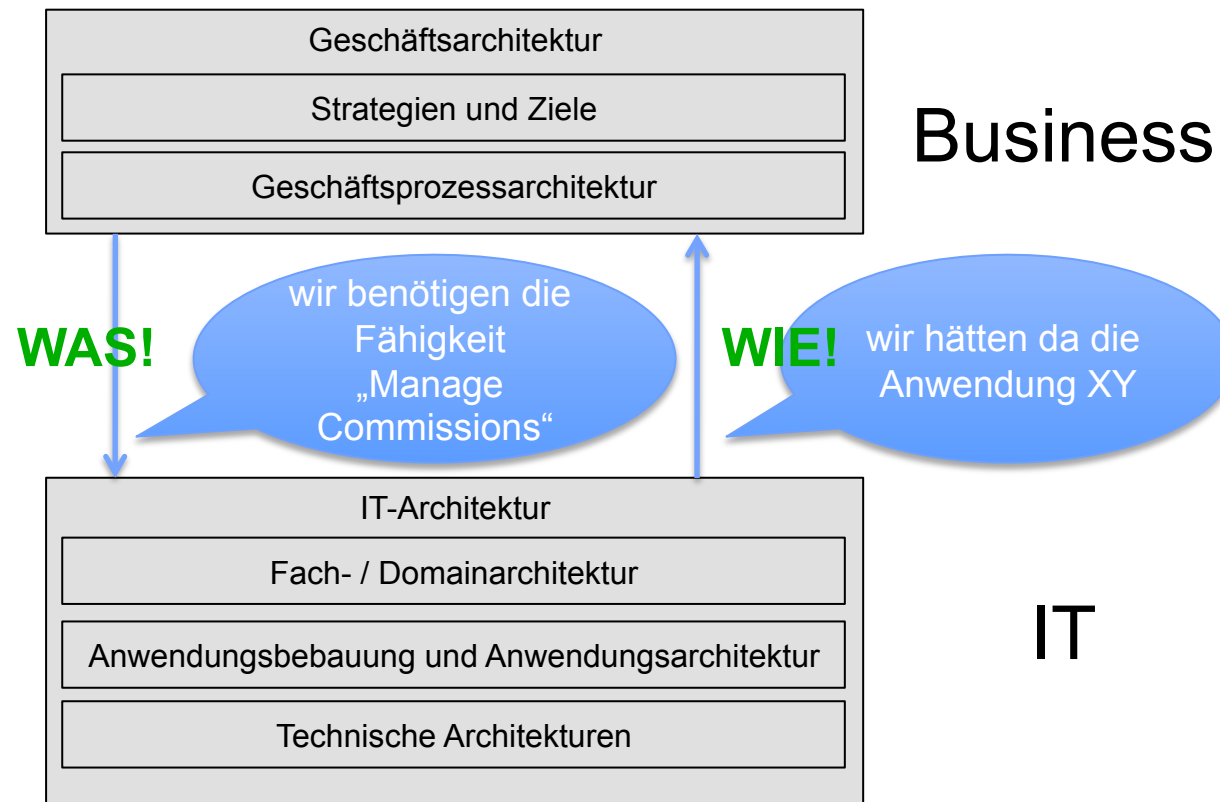 Geschäftsarchitektur
Strategien und Ziele
Geschäftsprozessarchitektur
Business
WAS!
wir benötigen die
Fähigkeit
„Manage
Commissions“
WIE!
wir hätten da die
Anwendung XY
IT-Architektur
Fach- / Domainarchitektur
Anwendungsbebauung und Anwendungsarchitektur
Technische Architekturen
IT